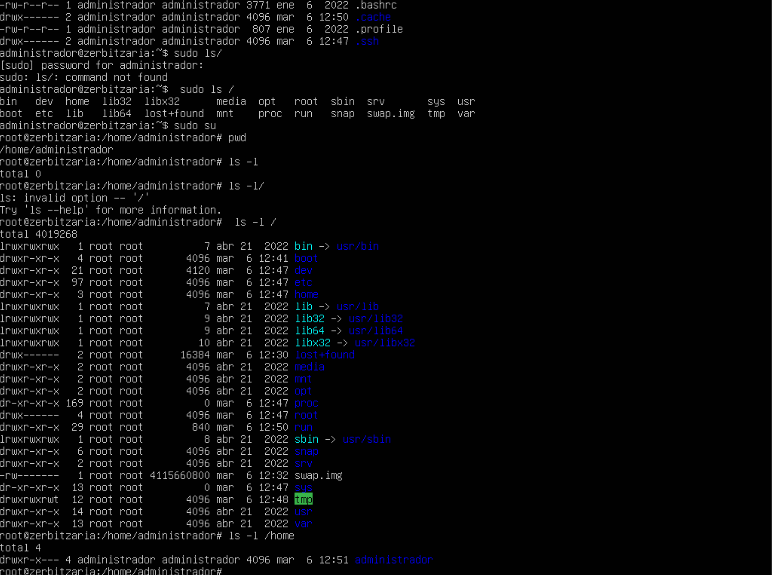 -rw-r--r-- 1 administrador administrador 3771 ene  6  2022 .bashrc
drwx------ 2 administrador administrador 4096 mar  6 12:50 .cache
-rw-r--r-- 1 administrador administrador  807 ene  6  2022 .profile
drwx------ 2 administrador administrador 4096 mar  6 12:47 .ssh
administrador@zerbitzaria:~$ sudo ls/
[sudo] password for administrador:
sudo: ls/: command not found
administrador@zerbitzaria:~$  sudo ls /
bin   dev  home  lib32  libx32      media  opt   root  sbin  srv       sys  usr
boot  etc  lib   lib64  lost+found  mnt    proc  run   snap  swap.img  tmp  var
administrador@zerbitzaria:~$ sudo su
root@zerbitzaria:/home/administrador# pwd
/home/administrador
root@zerbitzaria:/home/administrador# ls -l
total 0
root@zerbitzaria:/home/administrador# ls -l/
ls: invalid option -- '/'
Try 'ls --help' for more information.
root@zerbitzaria:/home/administrador#  ls -l /
total 4019268
lrwxrwxrwx   1 root root          7 abr 21  2022 bin -> usr/bin
drwxr-xr-x   4 root root       4096 mar  6 12:41 boot
drwxr-xr-x  21 root root       4120 mar  6 12:47 dev
drwxr-xr-x  97 root root       4096 mar  6 12:47 etc
drwxr-xr-x   3 root root       4096 mar  6 12:47 home
lrwxrwxrwx   1 root root          7 abr 21  2022 lib -> usr/lib
lrwxrwxrwx   1 root root          9 abr 21  2022 lib32 -> usr/lib32
lrwxrwxrwx   1 root root          9 abr 21  2022 lib64 -> usr/lib64
lrwxrwxrwx   1 root root         10 abr 21  2022 libx32 -> usr/libx32
drwx------   2 root root      16384 mar  6 12:30 lost+found
drwxr-xr-x   2 root root       4096 abr 21  2022 media
drwxr-xr-x   2 root root       4096 abr 21  2022 mnt
drwxr-xr-x   2 root root       4096 abr 21  2022 opt
dr-xr-xr-x 169 root root          0 mar  6 12:47 proc
drwx------   4 root root       4096 mar  6 12:47 root
drwxr-xr-x  29 root root        840 mar  6 12:50 run
lrwxrwxrwx   1 root root          8 abr 21  2022 sbin -> usr/sbin
drwxr-xr-x   6 root root       4096 abr 21  2022 snap
drwxr-xr-x   2 root root       4096 abr 21  2022 srv
-rw-------   1 root root 4115660800 mar  6 12:32 swap.img
dr-xr-xr-x  13 root root          0 mar  6 12:47 sys
drwxrwxrwt  12 root root       4096 mar  6 12:48 tmp
drwxr-xr-x  14 root root       4096 abr 21  2022 usr
drwxr-xr-x  13 root root       4096 abr 21  2022 var
root@zerbitzaria:/home/administrador# ls -l /home
total 4
drwxr-x--- 4 administrador administrador 4096 mar  6 12:51 administrador
root@zerbitzaria:/home/administrador#